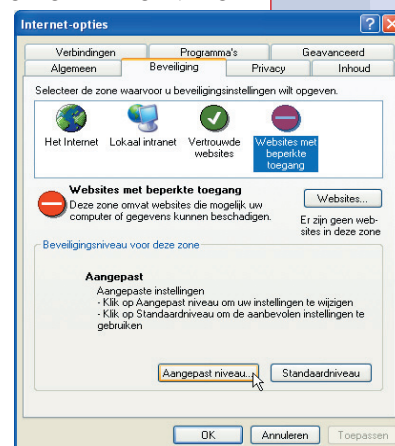 Internet-opties
Verbindingen Programma's Geavanceerd
Algemeen Beveiliging Privacy Inhoud
Selecteer de zone waarvoor u beveiligingsinstellingen wilt opgeven.
Het Internet Lokaal intranet Vertrouwde websites Websites met beperkte toegang
Websites met beperkte toegang
Deze zone omvat websites die mogelijk uw
computer of gegevens kunnen beschadigen.
Websites...
Er zijn geen web-
sites in deze zone
Beveiligingsniveau voor deze zone
Aangepast
Aangepaste instellingen
- Klik op Aangepast niveau om uw instellingen te wijzigen
- Klik op Standaardniveau om de aanbevolen instellingen te
gebruiken
Aangepast niveau... Standaardniveau
OK Annuleren Toepassen